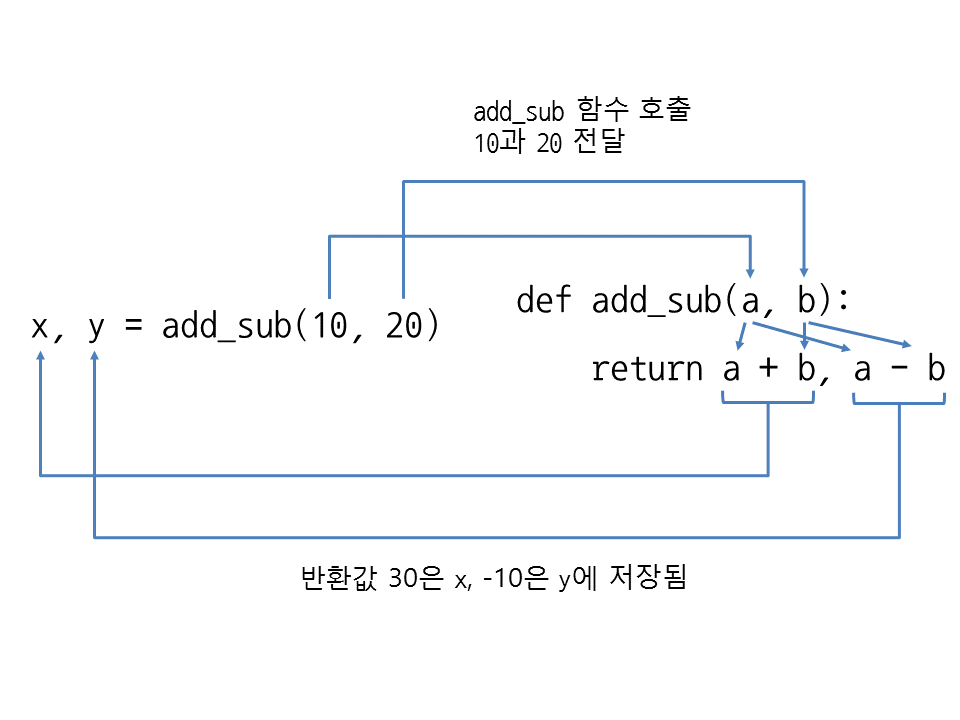 add_sub 함수 호출
10과 20 전달
x, y = add_sub(10, 20)
def add_sub(a, b):
return a + b, a - b
반환값 30은 x, -10은 y에 저장됨